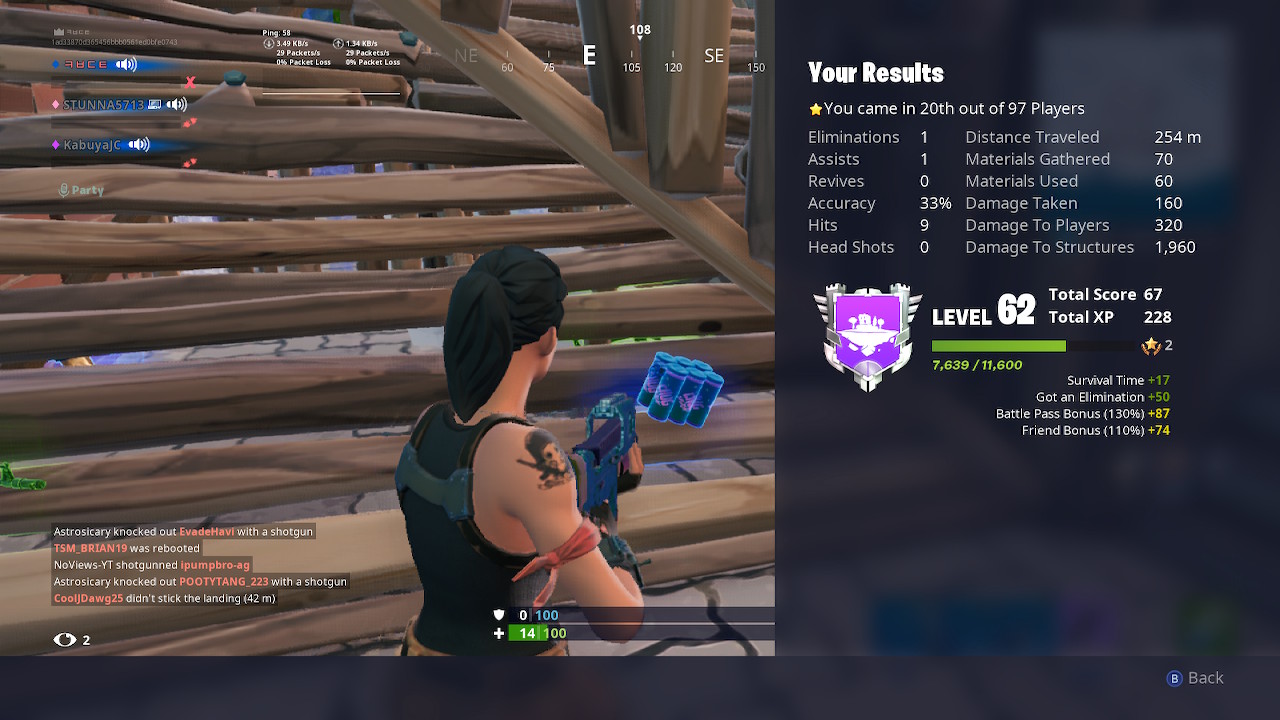 Ping: 58
3.49 KB/s 1.34 KB/s
29 Packets/s 29 Packets/s
0% Packet Loss 0% Packet Loss
STUNNA5713
KabuyaJC
Party
108
NE 60 75 E 105 120 SE 150
Astrosicary knocked out EvadeHavi with a shotgun
TSM_BRIAN19 was rebooted
NoViews-YT shotgunned ipumpbro-ag
Astrosicary knocked out POOTYTANG_223 with a shotgun
CoolJDawg25 didn't stick the landing (42 m)
2
0 100
14 100
Your Results
You came in 20th out of 97 Players
Eliminations 1 Distance Traveled 254 m
Assists 1 Materials Gathered 70
Revives 0 Materials Used 60
Accuracy 33% Damage Taken 160
Hits 9 Damage To Players 320
Head Shots 0 Damage To Structures 1,960
LEVEL 62
Total Score 67
Total XP 228
2
7,639 / 11,600
Survival Time +17
Got an Elimination +50
Battle Pass Bonus (130%) +87
Friend Bonus (110%) +74
B Back